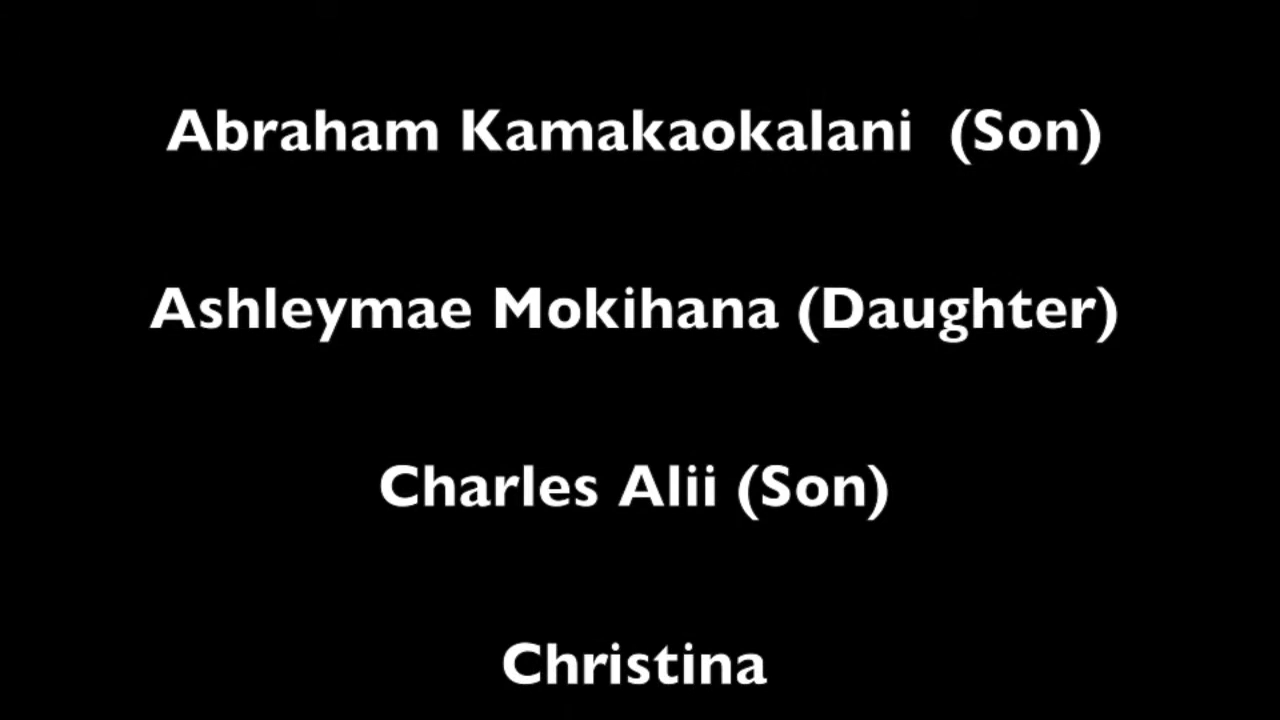 Abraham Kamakaokalani  (Son)
Ashleymae Mokihana (Daughter)
Charles Alii (Son)
Christina